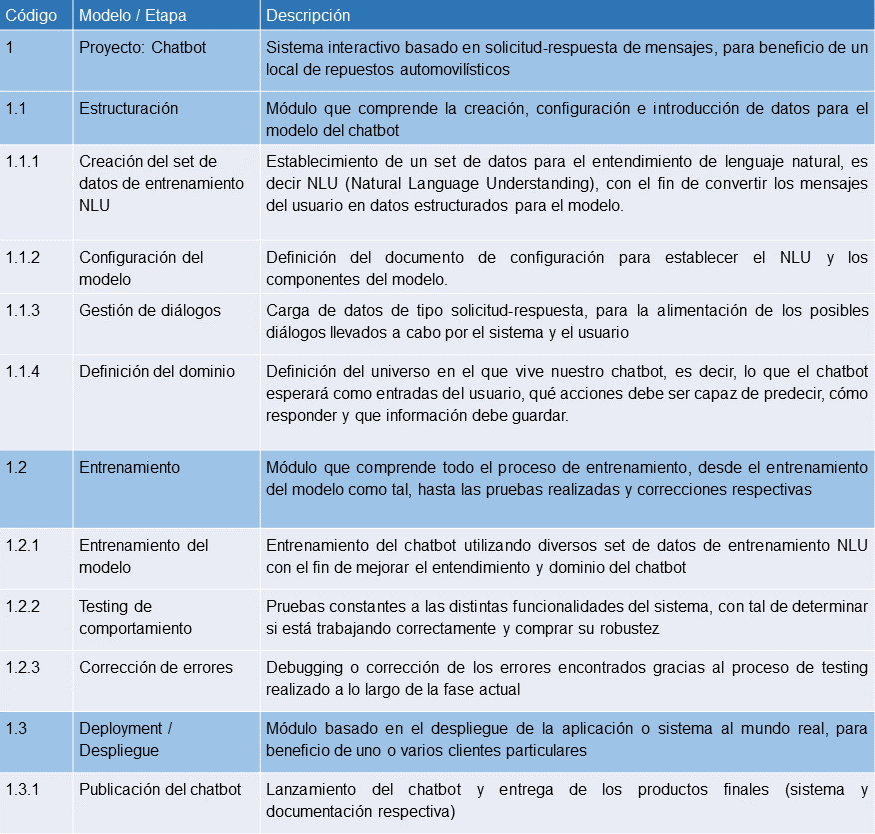 Código Modelo / Etapa Descripción
1 Proyecto: Chatbot Sistema interactivo basado en solicitud-respuesta de mensajes, para beneficio de un
local de repuestos automovilísticos
1.1 Estructuración Módulo que comprende la creación, configuración e introducción de datos para el
modelo del chatbot
1.1.1 Creación del set de Establecimiento de un set de datos para el entendimiento de lenguaje natural, es
datos de entrenamiento decir NLU (Natural Language Understanding), con el fin de convertir los mensajes
NLU del usuario en datos estructurados para el modelo.
1.1.2 Configuración del Definición del documento de configuración para establecer el NLU y los
modelo componentes del modelo.
1.1.3 Gestión de diálogos Carga de datos de tipo solicitud-respuesta, para la alimentación de los posibles
diálogos llevados a cabo por el sistema y el usuario
1.1.4 Definición del dominio Definición del universo en el que vive nuestro chatbot, es decir, lo que el chatbot
esperará como entradas del usuario, qué acciones debe ser capaz de predecir, cómo
responder y que información debe guardar.
1.2 Entrenamiento Módulo que comprende todo el proceso de entrenamiento, desde el entrenamiento
del modelo como tal, hasta las pruebas realizadas y correcciones respectivas
1.2.1 Entrenamiento del Entrenamiento del chatbot utilizando diversos set de datos de entrenamiento NLU
modelo con el fin de mejorar el entendimiento y dominio del chatbot
1.2.2 Testing de Pruebas constantes a las distintas funcionalidades del sistema, con tal de determinar
comportamiento si está trabajando correctamente y comprar su robustez
1.2.3 Corrección de errores Debugging o corrección de los errores encontrados gracias al proceso de testing
realizado a lo largo de la fase actual
1.3 Deployment / Módulo basado en el despliegue de la aplicación o sistema al mundo real, para
Despliegue beneficio de uno o varios clientes particulares
1.3.1 Publicación del chatbot Lanzamiento del chatbot y entrega de los productos finales (sistema y
documentación respectiva)